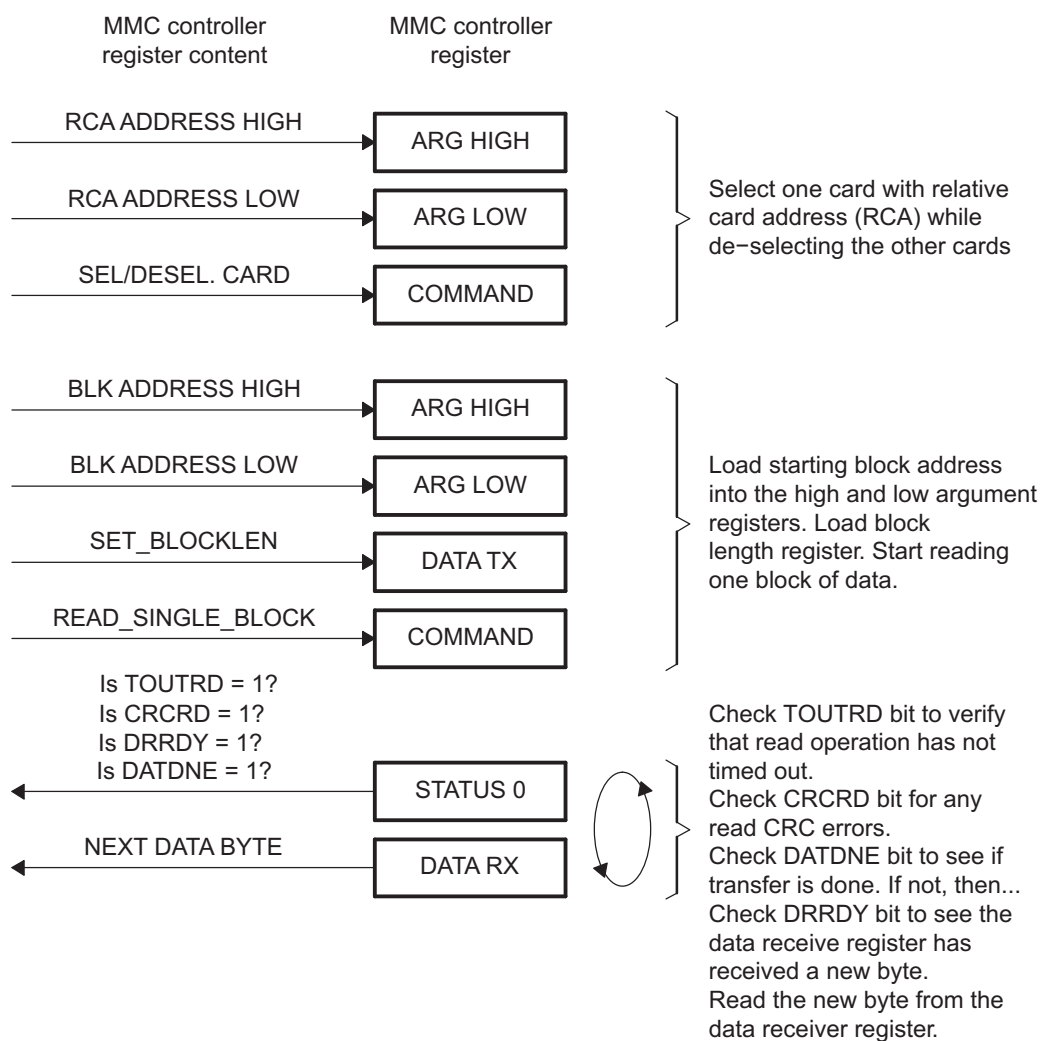 MMC controller
register content
MMC controller
register
RCA ADDRESS HIGH
ARG HIGH
RCA ADDRESS LOW
ARG LOW
SEL/DESEL. CARD
COMMAND
Select one card with relative
card address (RCA) while
de−selecting the other cards
BLK ADDRESS HIGH
ARG HIGH
BLK ADDRESS LOW
ARG LOW
SET_BLOCKLEN
DATA TX
READ_SINGLE_BLOCK
COMMAND
Load starting block address
into the high and low argument
registers. Load block
length register. Start reading
one block of data.
Is TOUTRD = 1?
Is CRCRD = 1?
Is DRRDY = 1?
Is DATDNE = 1?
STATUS 0
NEXT DATA BYTE
DATA RX
Check TOUTRD bit to verify
that read operation has not
timed out.
Check CRCRD bit for any
read CRC errors.
Check DATDNE bit to see if
transfer is done. If not, then...
Check DRRDY bit to see the
data receive register has
received a new byte.
Read the new byte from the
data receiver register.